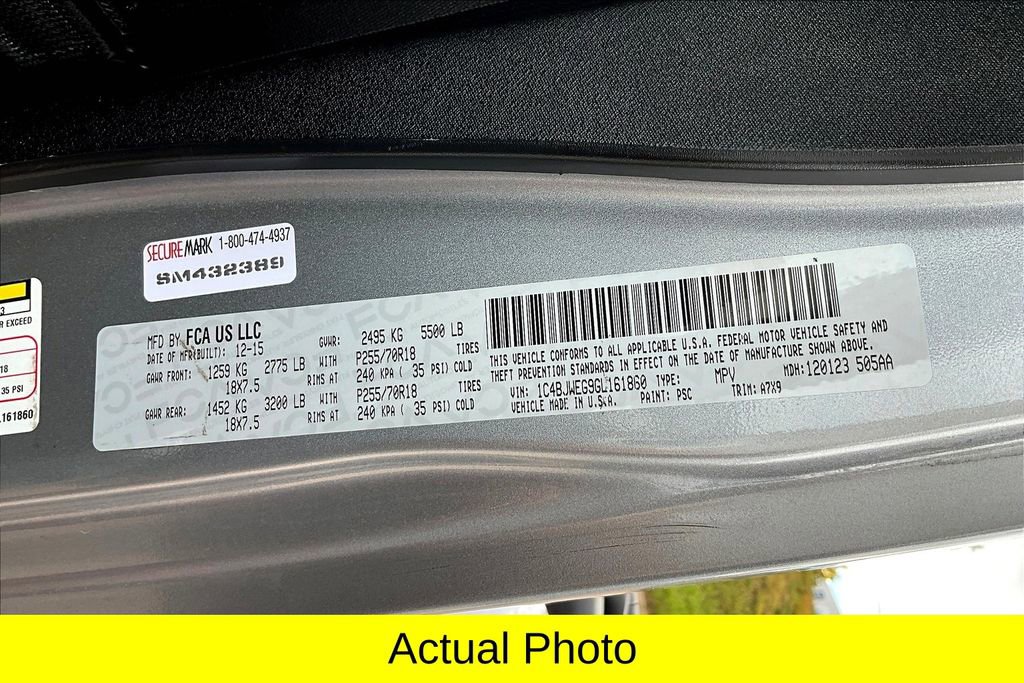 SECUREMARK 1-800-474-4937
SM432389
3
R EXCEED
18
35 PSI
L161860
MFD BY FCA US LLC
DATE OF MFR(BUILT): 12-15
GVWR: 2495 KG 5500 LB
GAWR FRONT: 1259 KG 2775 LB WITH P255/70R18 TIRES
18X7.5 RIMS AT 240 KPA ( 35 PSI) COLD
GAWR REAR: 1452 KG 3200 LB WITH P255/70R18 TIRES
18X7.5 RIMS AT 240 KPA ( 35 PSI) COLD
THIS VEHICLE CONFORMS TO ALL APPLICABLE U.S.A. FEDERAL MOTOR VEHICLE SAFETY AND
THEFT PREVENTION STANDARDS IN EFFECT ON THE DATE OF MANUFACTURE SHOWN ABOVE.
VIN: 1C4BJWEG9GL161860 MPV MDH:120123 505AA
VEHICLE MADE IN U.S.A. PAINT: PSC TRIM: A7X9
Actual Photo